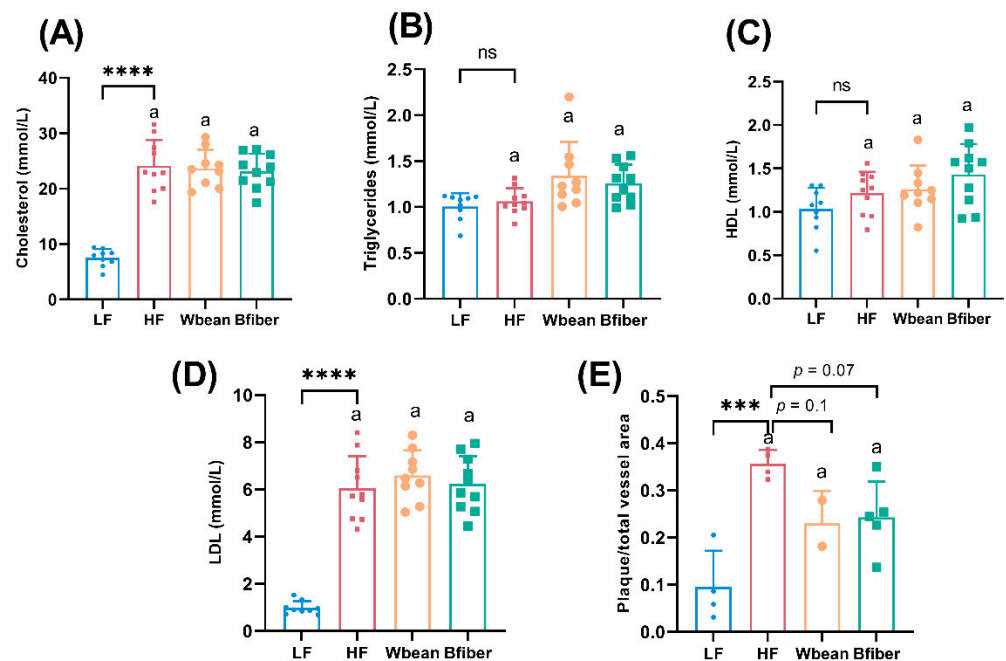 (A)
Cholesterol (mmol/L)
40
30
20
10
0
****
a
a
a
LF HF Wbean Bfiber
(B)
Triglycerides (mmol/L)
2.5
2.0
1.5
1.0
0.5
0.0
ns
a
a
a
LF HF Wbean Bfiber
(C)
HDL (mmol/L)
2.5
2.0
1.5
1.0
0.5
0.0
ns
a
a
a
LF HF Wbean Bfiber
(D)
LDL (mmol/L)
10
8
6
4
2
0
****
a
a
a
LF HF Wbean Bfiber
(E)
Plaque/total vessel area
0.5
0.4
0.3
0.2
0.1
0.0
p = 0.07
*** p = 0.1
a
a
a
LF HF Wbean Bfiber